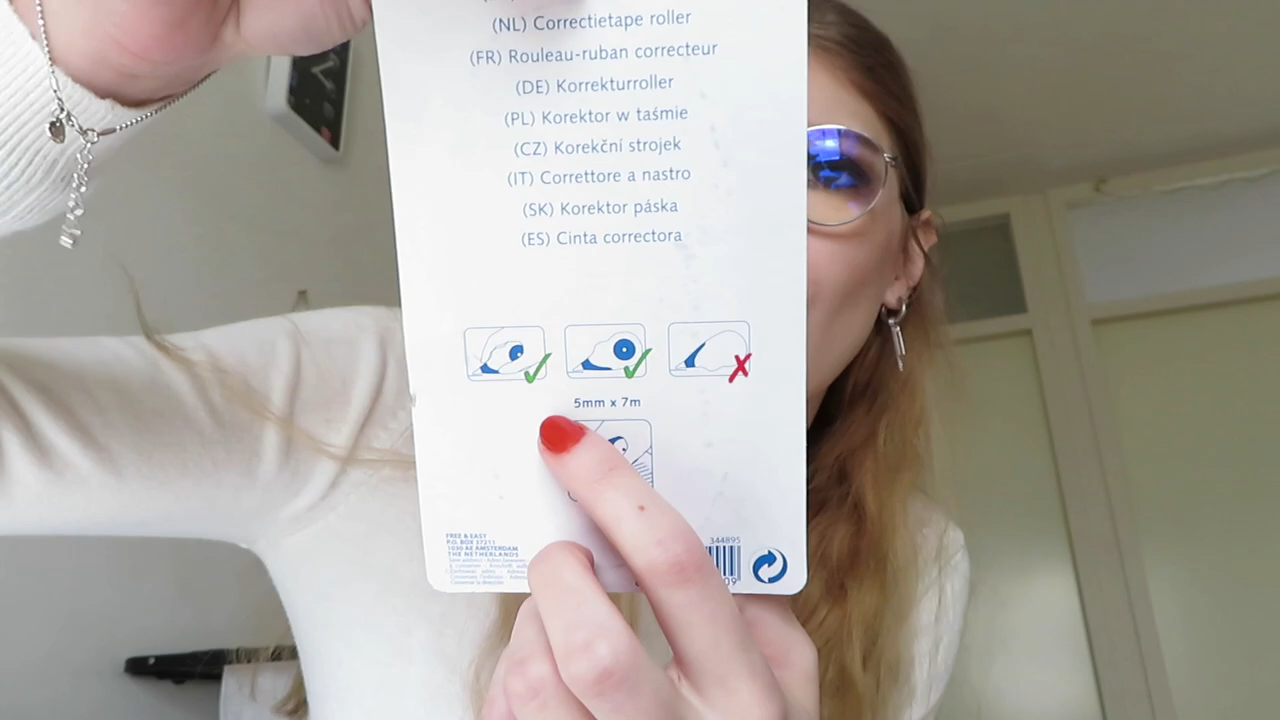 (NL) Correctietape roller
(FR) Rouleau-ruban correcteur
(DE) Korrekturroller
(PL) Korektor w taśmie
(CZ) Korekční strojek
(IT) Correttore a nastro
(SK) Korektor páska
(ES) Cinta correctora
5mm x 7m
FREE & EASY
P.O. BOX 37211
1030 AE AMSTERDAM
THE NETHERLANDS
344895